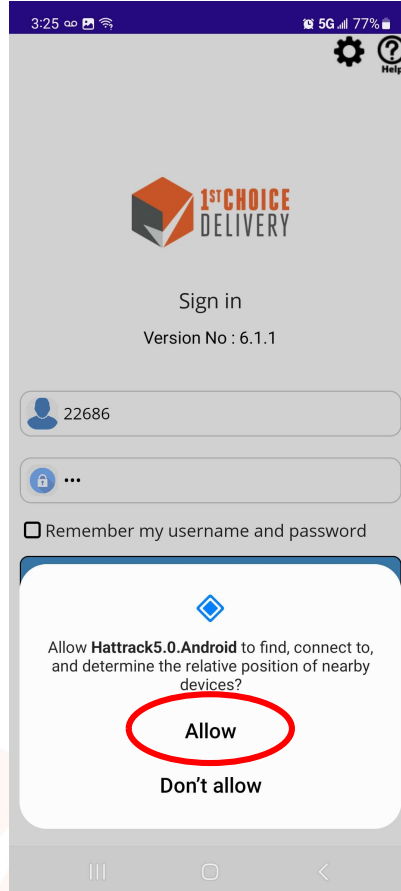 3:25 5G 77%
Help
1ST CHOICE
DELIVERY
Sign in
Version No : 6.1.1
22686
•••
Remember my username and password
Allow Hattrack5.0.Android to find, connect to,
and determine the relative position of nearby
devices?
Allow
Don't allow